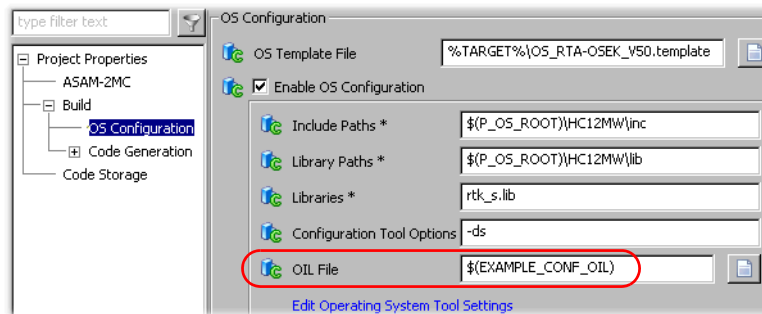 type filter text
Project Properties
ASAM-2MC
Build
OS Configuration
Code Generation
Code Storage
OS Configuration
OS Template File %TARGET%\OS_RTA-OSEK_V50.template
Enable OS Configuration
Include Paths * $(P_OS_ROOT)\HC12MW\inc
Library Paths * $(P_OS_ROOT)\HC12MW\lib
Libraries * rtk_s.lib
Configuration Tool Options -ds
OIL File $(EXAMPLE_CONF_OIL)
Edit Operating System Tool Settings